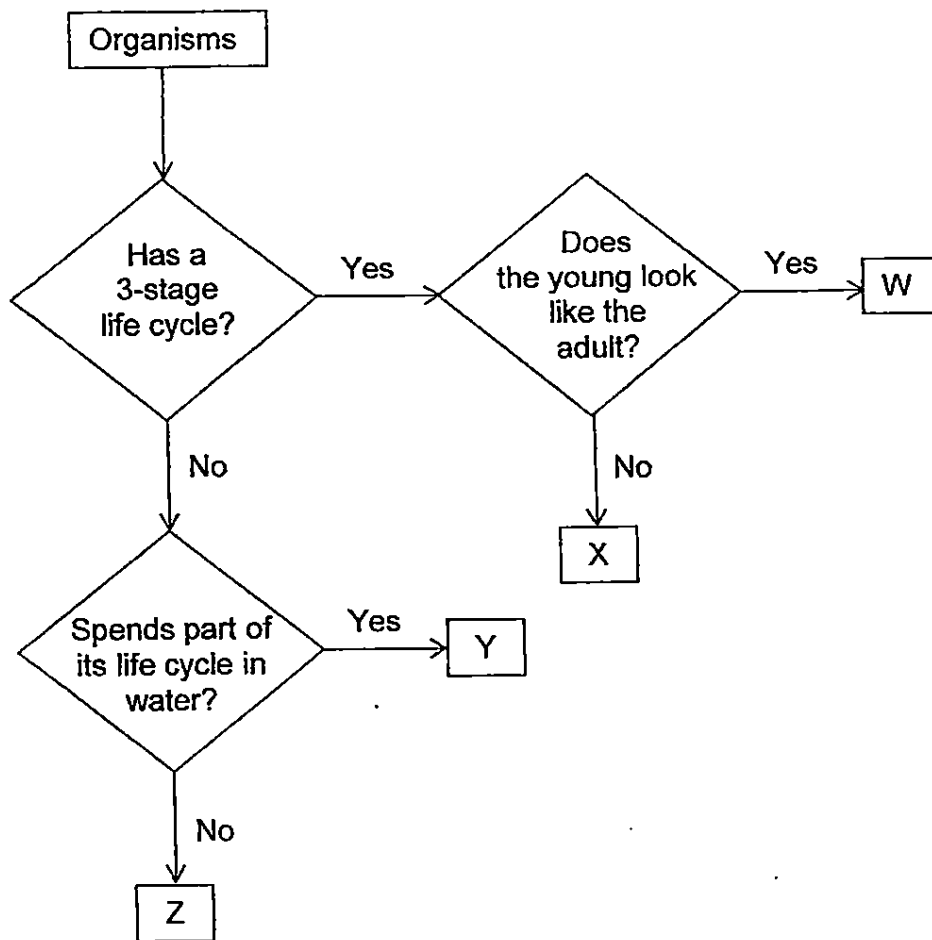 Organisms
Has a
3-stage
life cycle?
Yes
Does
the young look
like the
adult?
Yes
W
No
No
X
Spends part of
its life cycle in
water?
Yes
Y
No
Z